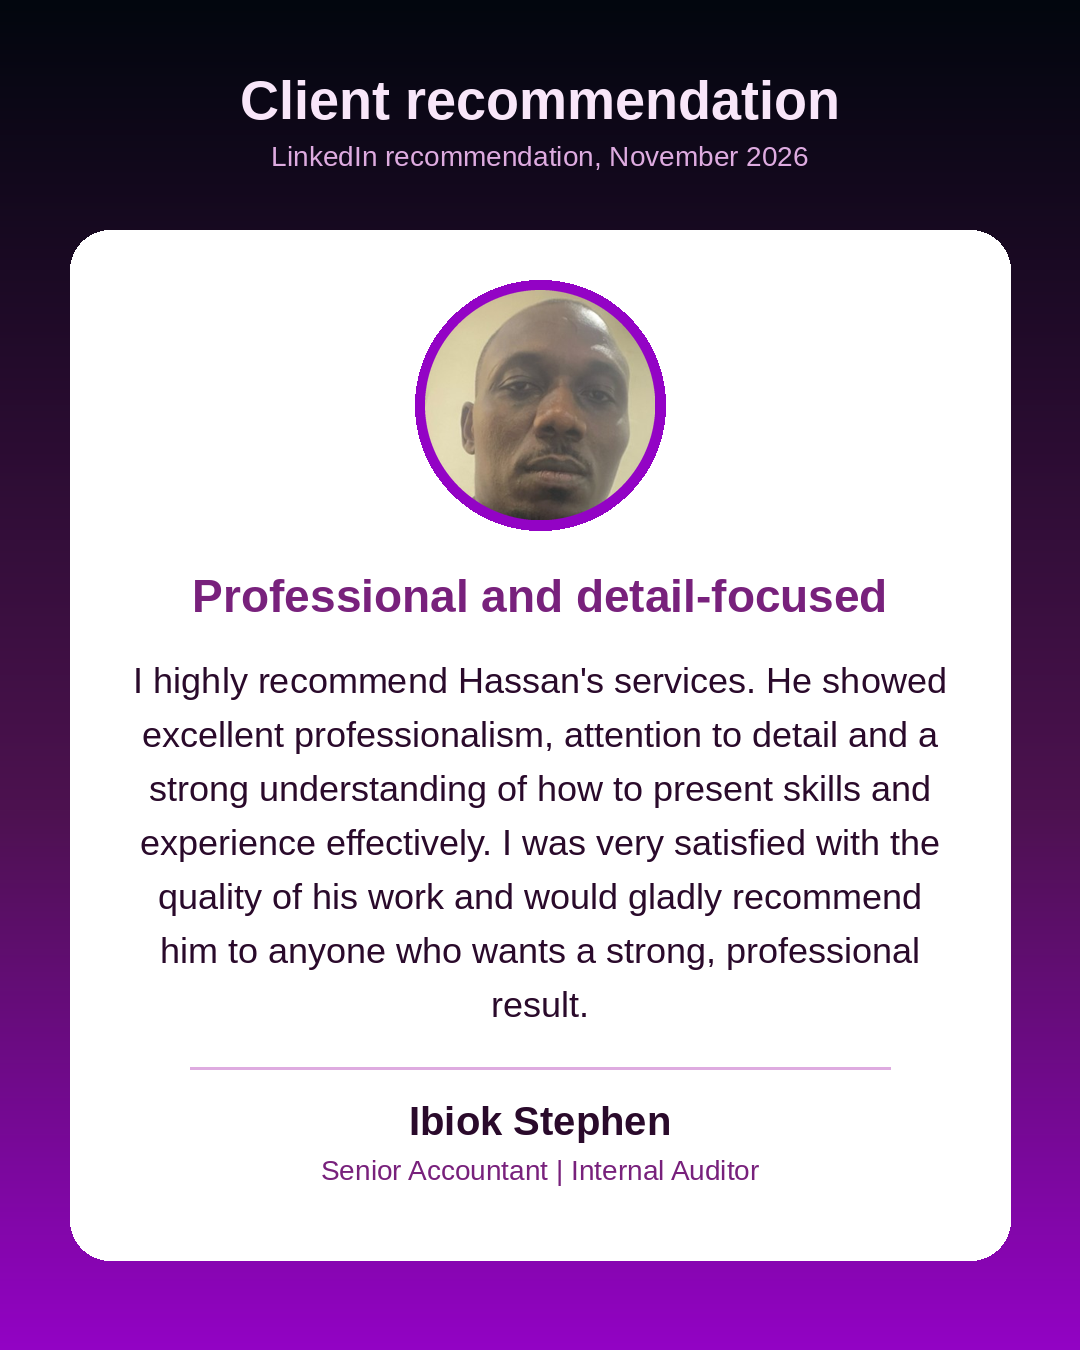 Client recommendation
LinkedIn recommendation, November 2026
Professional and detail-focused
I highly recommend Hassan's services. He showed
excellent professionalism, attention to detail and a
strong understanding of how to present skills and
experience effectively. I was very satisfied with the
quality of his work and would gladly recommend
him to anyone who wants a strong, professional
result.
Ibiok Stephen
Senior Accountant | Internal Auditor